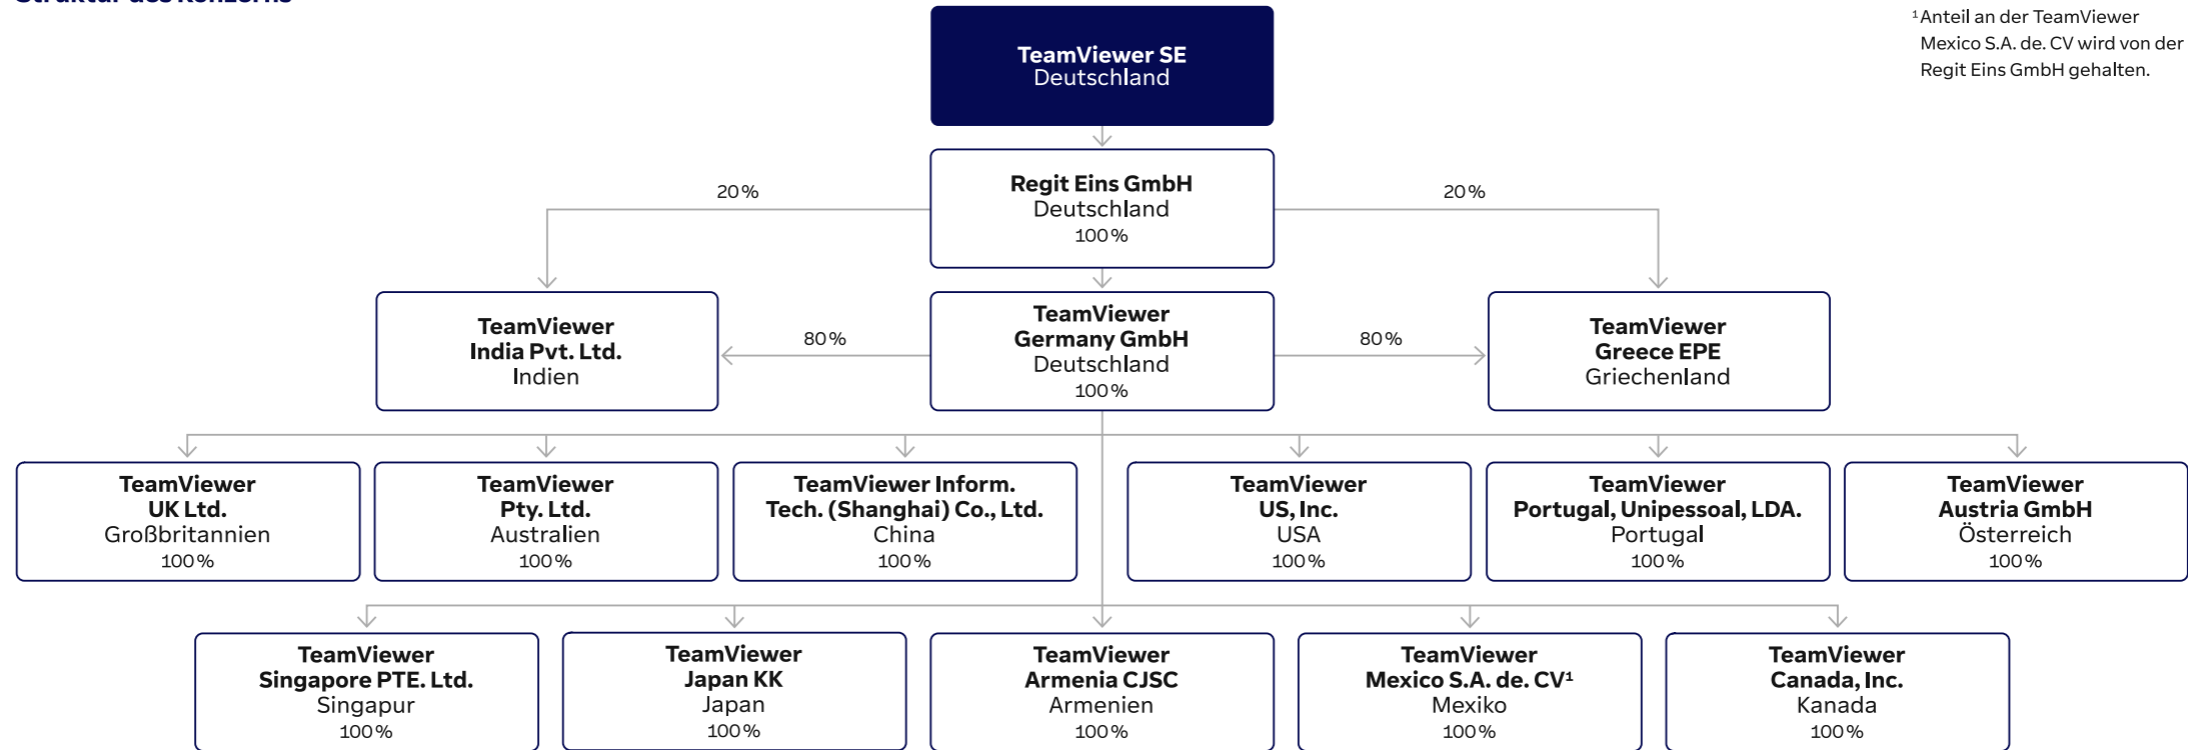 Struktur des Konzerns
TeamViewer SE
Deutschland
¹Anteil an der TeamViewer
Mexico S.A. de. CV wird von der
Regit Eins GmbH gehalten.
20 %
Regit Eins GmbH
Deutschland
100 %
20 %
TeamViewer
India Pvt. Ltd.
Indien
80 %
TeamViewer
Germany GmbH
Deutschland
100 %
80 %
TeamViewer
Greece EPE
Griechenland
TeamViewer
UK Ltd.
Großbritannien
100 %
TeamViewer
Pty. Ltd.
Australien
100 %
TeamViewer Inform.
Tech. (Shanghai) Co., Ltd.
China
100 %
TeamViewer
US, Inc.
USA
100 %
TeamViewer
Portugal, Unipessoal, LDA.
Portugal
100 %
TeamViewer
Austria GmbH
Österreich
100 %
TeamViewer
Singapore PTE. Ltd.
Singapur
100 %
TeamViewer
Japan KK
Japan
100 %
TeamViewer
Armenia CJSC
Armenien
100 %
TeamViewer
Mexico S.A. de. CV¹
Mexiko
100 %
TeamViewer
Canada, Inc.
Kanada
100 %